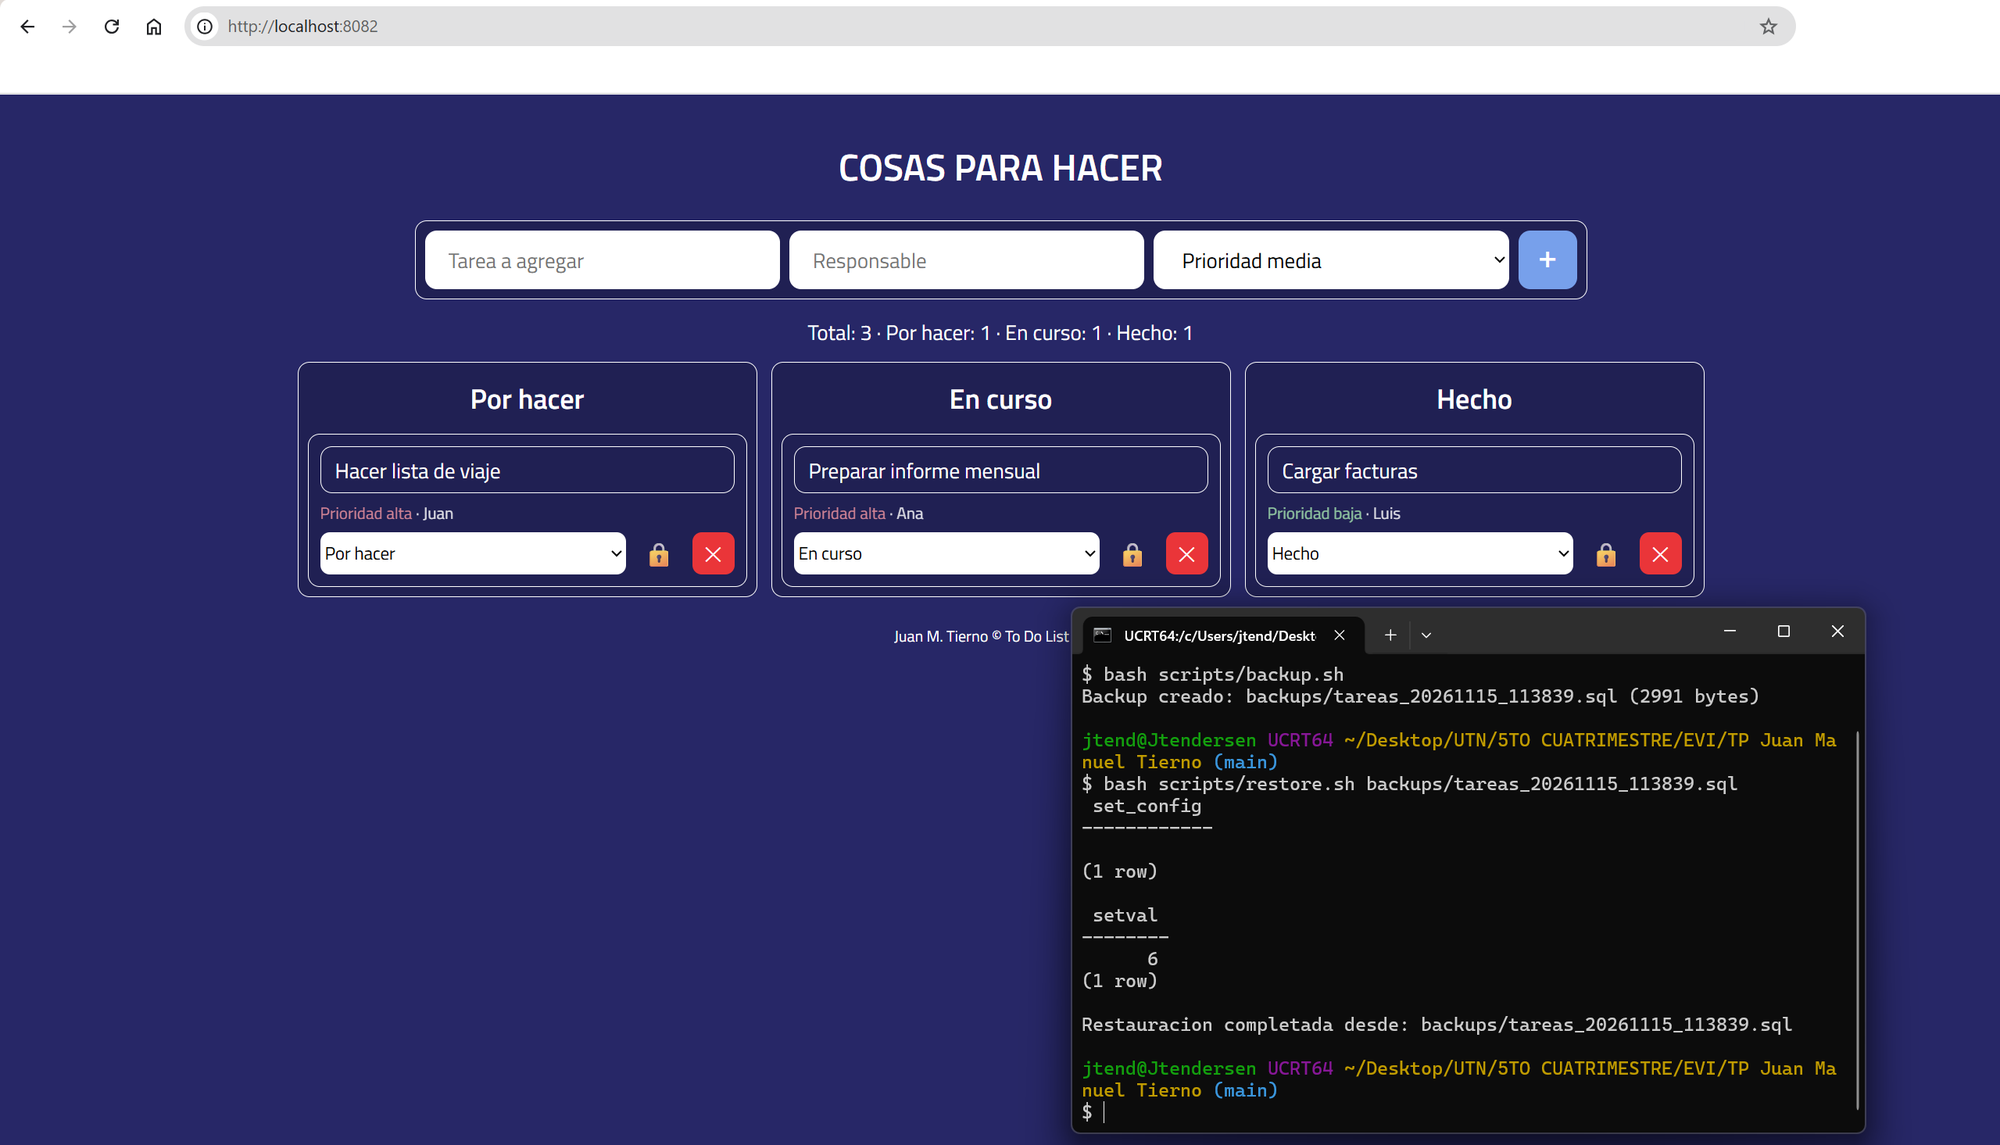 http://localhost:8082
COSAS PARA HACER
Tarea a agregar
Responsable
Prioridad media
+
Total: 3 · Por hacer: 1 · En curso: 1 · Hecho: 1
Por hacer
Hacer lista de viaje
Prioridad alta · Juan
Por hacer
En curso
Preparar informe mensual
Prioridad alta · Ana
En curso
Hecho
Cargar facturas
Prioridad baja · Luis
Hecho
Juan M. Tierno © To Do List
UCRT64:/c/Users/jtend/Deskt
$ bash scripts/backup.sh
Backup creado: backups/tareas_20261115_113839.sql (2991 bytes)
jtend@Jtendersen UCRT64 ~/Desktop/UTN/5TO CUATRIMESTRE/EVI/TP Juan Ma
nuel Tierno (main)
$ bash scripts/restore.sh backups/tareas_20261115_113839.sql
set_config
------------
(1 row)
setval
--------
6
(1 row)
Restauracion completada desde: backups/tareas_20261115_113839.sql
jtend@Jtendersen UCRT64 ~/Desktop/UTN/5TO CUATRIMESTRE/EVI/TP Juan Ma
nuel Tierno (main)
$